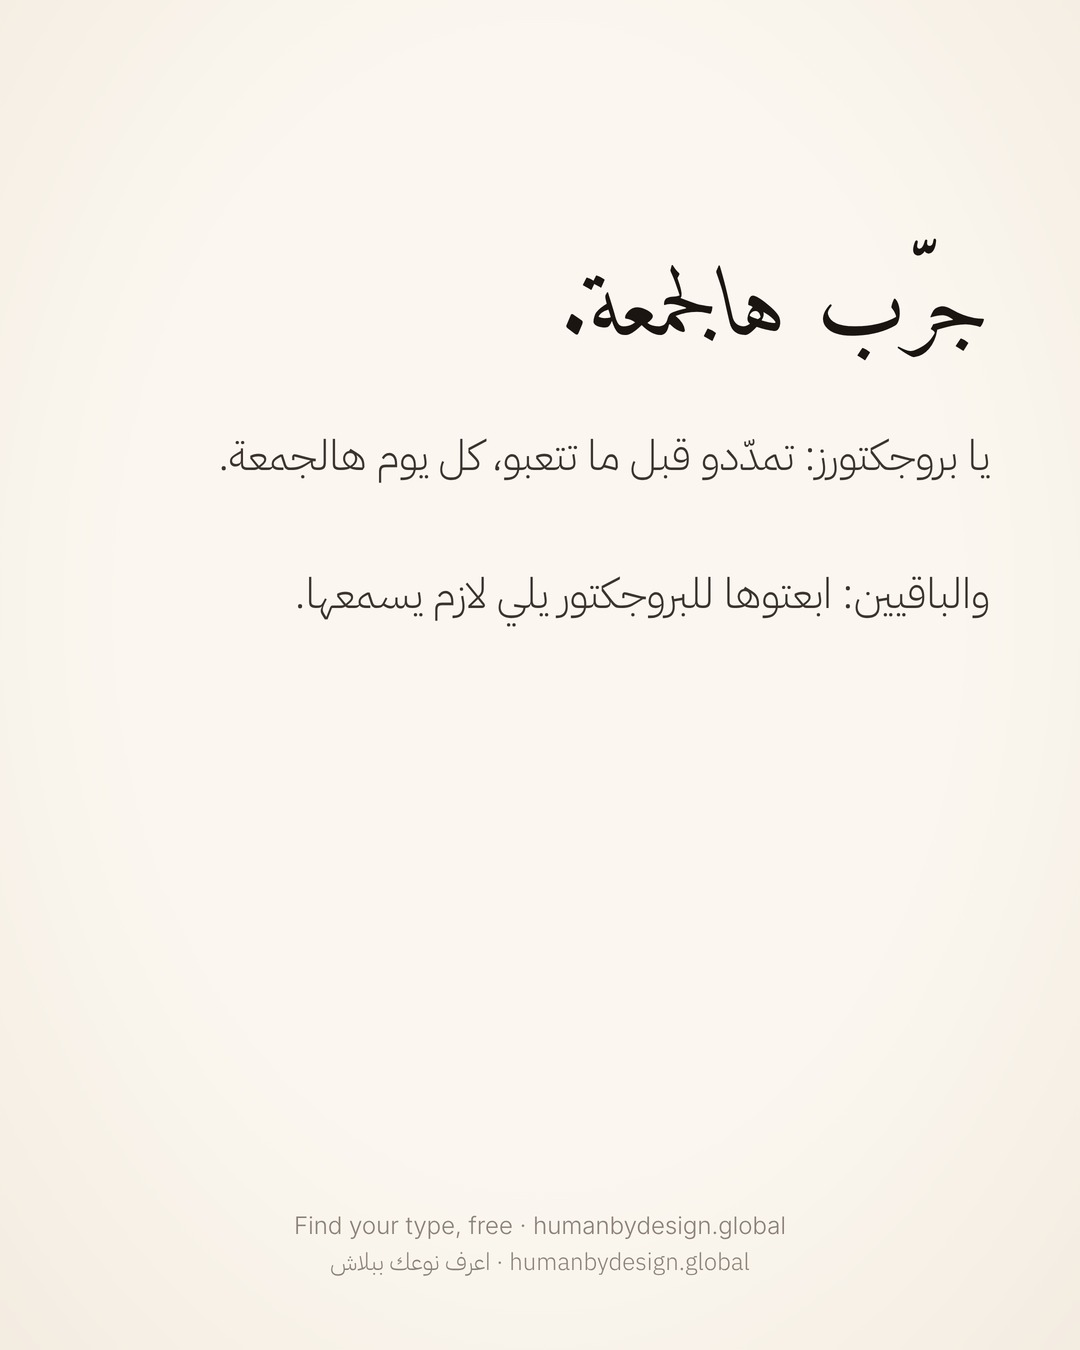 جرّب هالجمعة.
يا بروجكتورز: تمدّدو قبل ما تتعبو، كل يوم هالجمعة.
والباقيين: ابعتوها للبروجكتور يلي لازم يسمعها.
Find your type, free · humanbydesign.global
اعرف نوعك ببلاش · humanbydesign.global